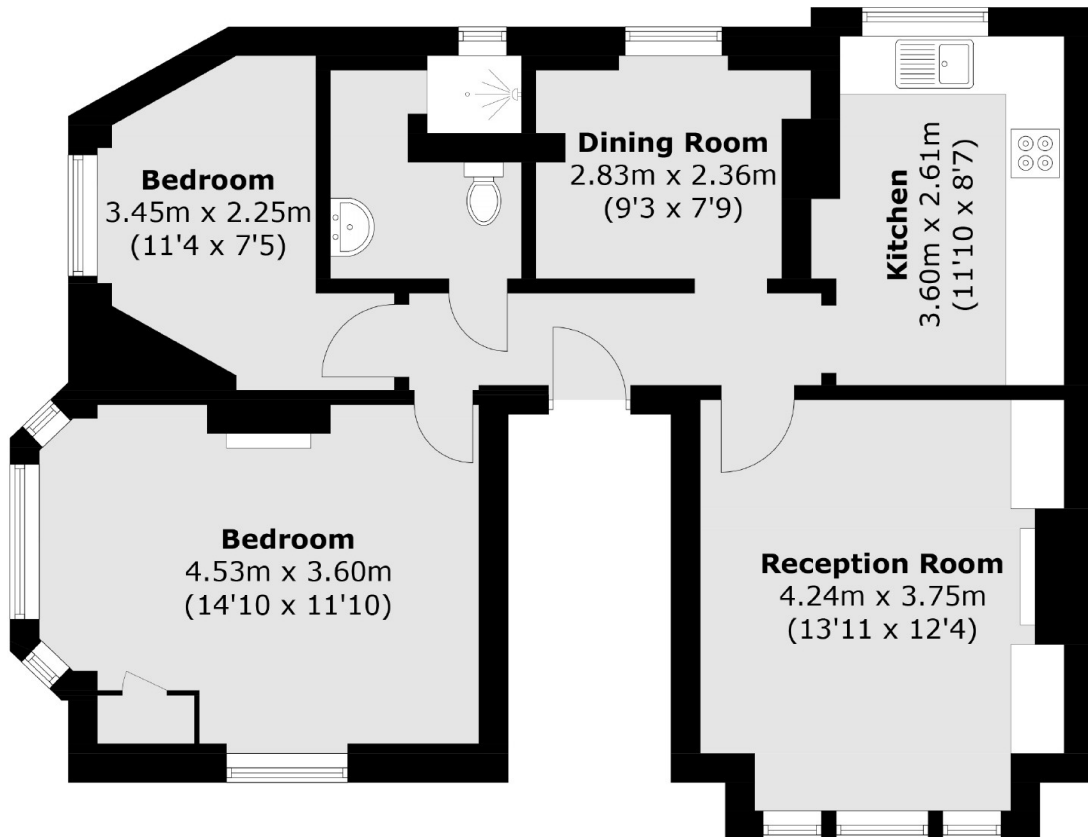 Bedroom
3.45m x 2.25m
(11'4 x 7'5)
Dining Room
2.83m x 2.36m
(9'3 x 7'9)
Kitchen
3.60m x 2.61m
(11'10 x 8'7)
Bedroom
4.53m x 3.60m
(14'10 x 11'10)
Reception Room
4.24m x 3.75m
(13'11 x 12'4)